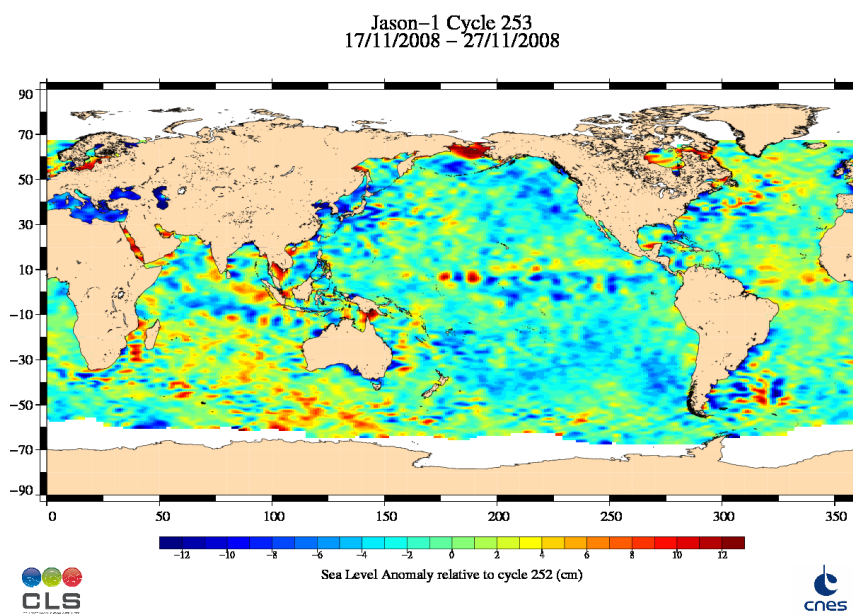 Jason−1 Cycle 253
17/11/2008 − 27/11/2008
90
70
50
30
10
−10
−30
−50
−70
−90
0 50 100 150 200 250 300 350
−12 −10 −8 −6 −4 −2 0 2 4 6 8 10 12
Sea Level Anomaly relative to cycle 252 (cm)
CLS
cnes